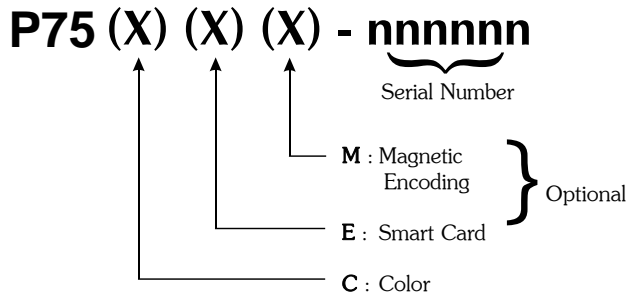 P75 (X) (X) (X) - nnnnnn
Serial Number
M : Magnetic
Encoding
Optional
E : Smart Card
C : Color